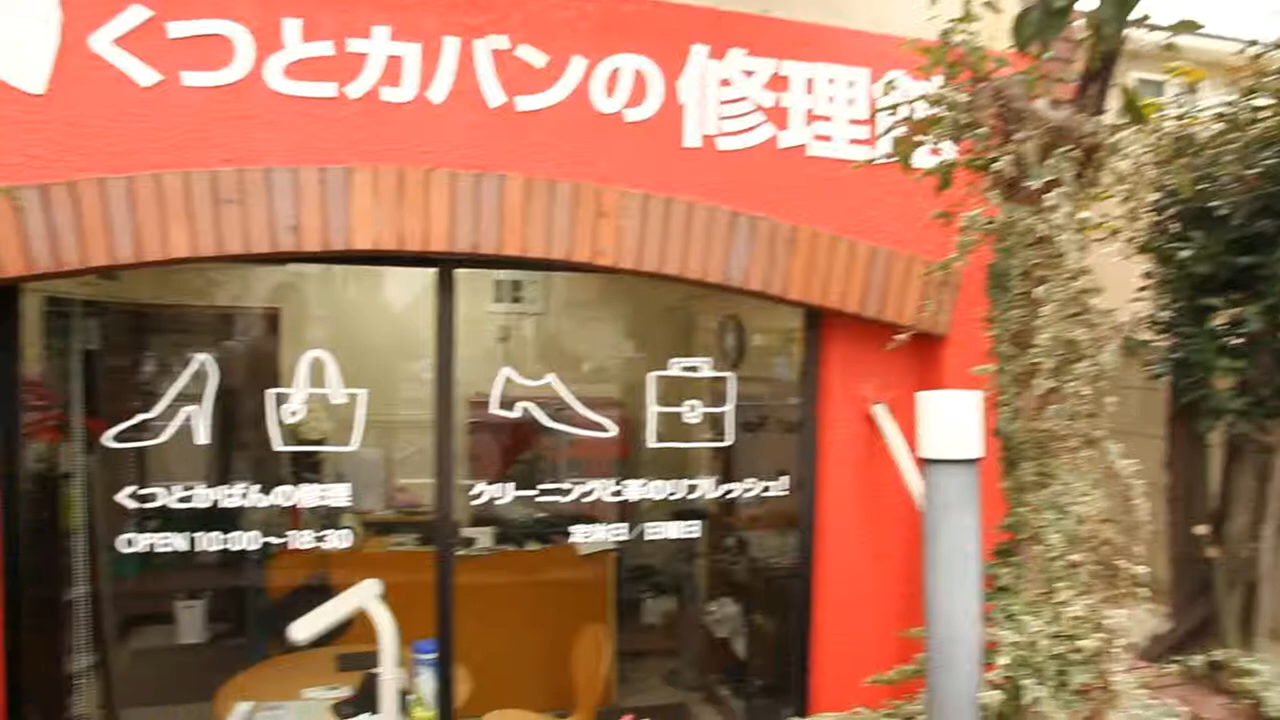 くつとカバンの修理
くつとかばんの修理
OPEN 10:00～18:30
クリーニングと革のリフレッシュ!
定休日／日曜日